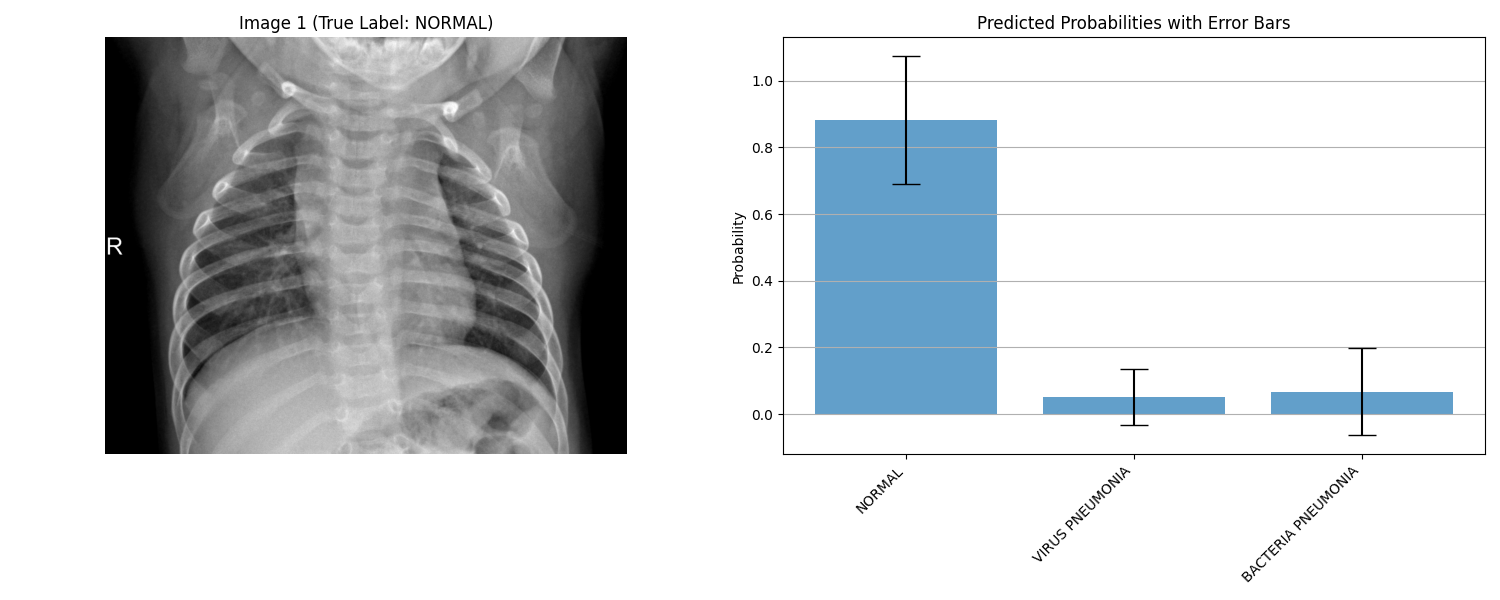 Image 1 (True Label: NORMAL)
R
Predicted Probabilities with Error Bars
Probability
1.0
0.8
0.6
0.4
0.2
0.0
NORMAL
VIRUS PNEUMONIA
BACTERIA PNEUMONIA